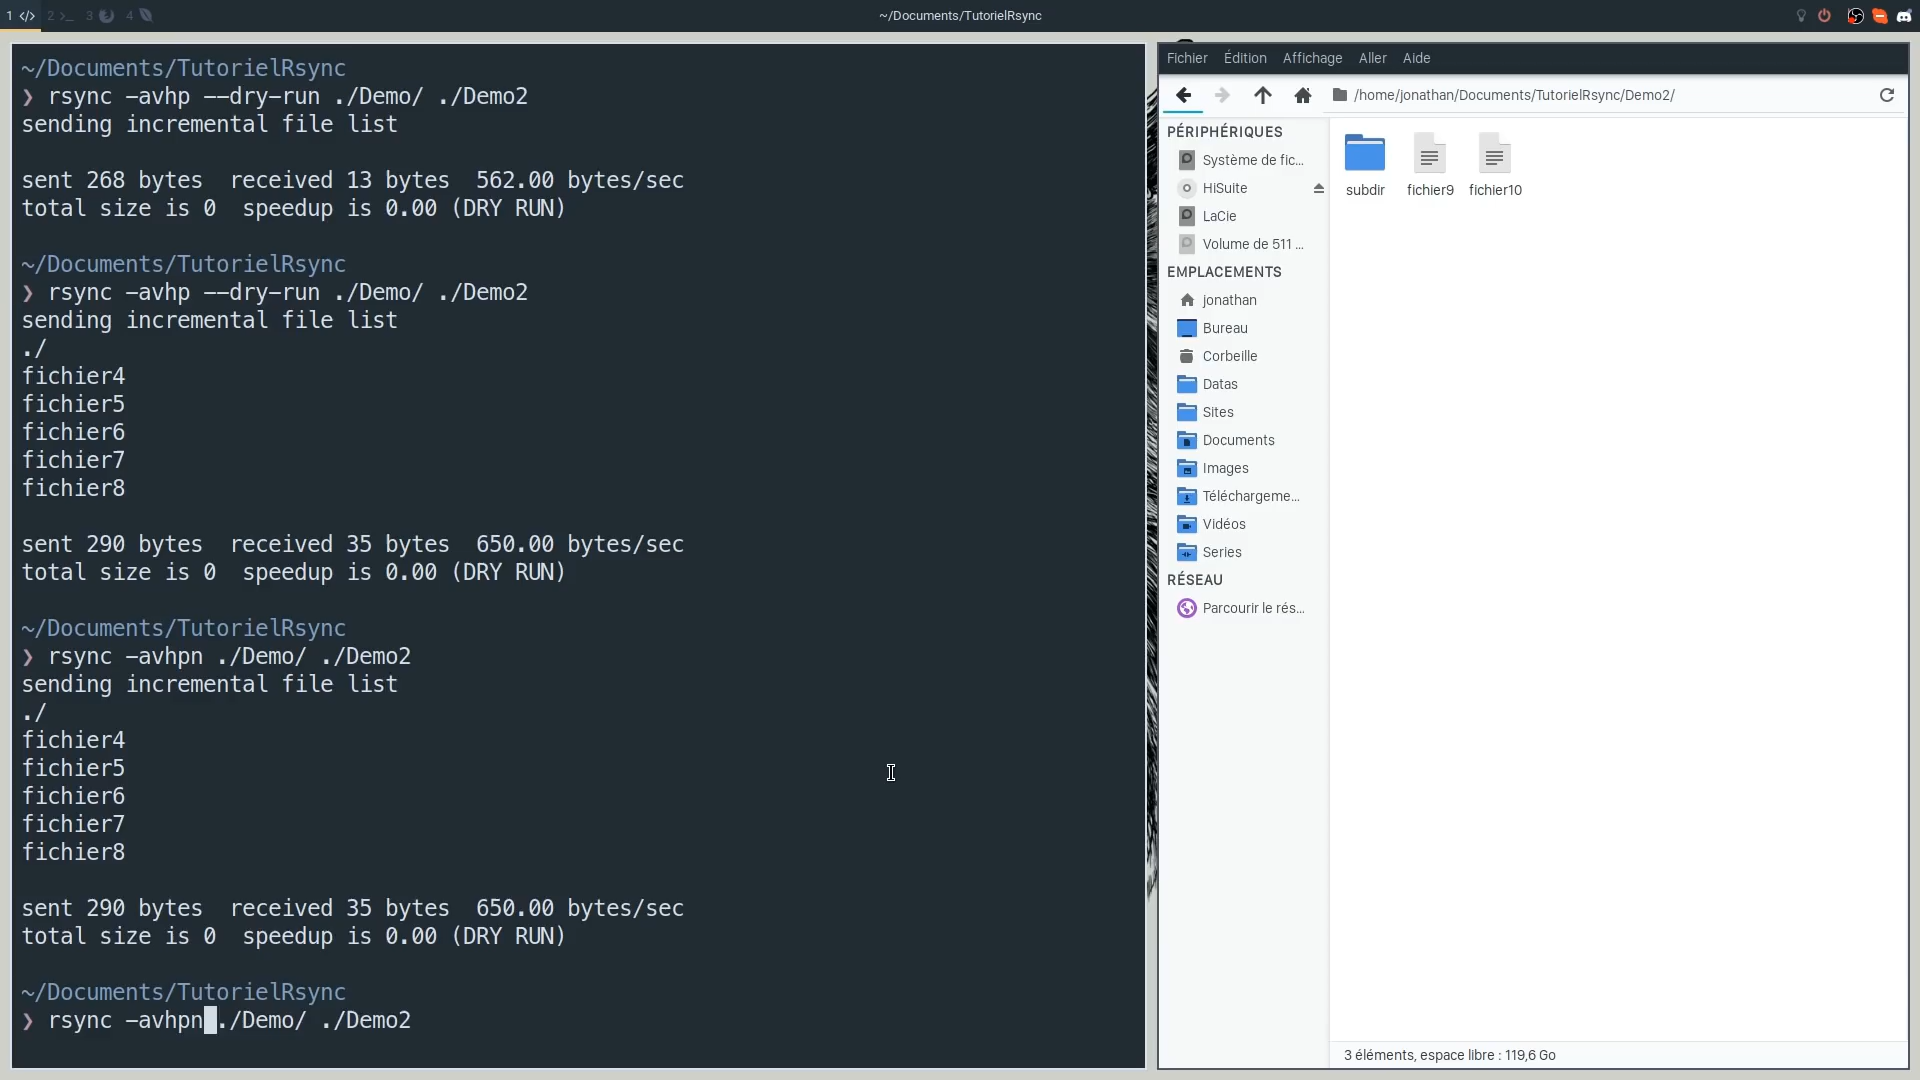 1 </> 2 >_ 3 4
~/Documents/TutorielRsync
~/Documents/TutorielRsync
❯ rsync -avhp --dry-run ./Demo/ ./Demo2
sending incremental file list
sent 268 bytes  received 13 bytes  562.00 bytes/sec
total size is 0  speedup is 0.00 (DRY RUN)
~/Documents/TutorielRsync
❯ rsync -avhp --dry-run ./Demo/ ./Demo2
sending incremental file list
./
fichier4
fichier5
fichier6
fichier7
fichier8
sent 290 bytes  received 35 bytes  650.00 bytes/sec
total size is 0  speedup is 0.00 (DRY RUN)
~/Documents/TutorielRsync
❯ rsync -avhpn ./Demo/ ./Demo2
sending incremental file list
./
fichier4
fichier5
fichier6
fichier7
fichier8
sent 290 bytes  received 35 bytes  650.00 bytes/sec
total size is 0  speedup is 0.00 (DRY RUN)
~/Documents/TutorielRsync
❯ rsync -avhpn ./Demo/ ./Demo2
Fichier Édition Affichage Aller Aide
/home/jonathan/Documents/TutorielRsync/Demo2/
PÉRIPHÉRIQUES
Système de fic...
HiSuite
LaCie
Volume de 511 ...
EMPLACEMENTS
jonathan
Bureau
Corbeille
Datas
Sites
Documents
Images
Téléchargeme...
Vidéos
Series
RÉSEAU
Parcourir le rés...
subdir fichier9 fichier10
3 éléments, espace libre : 119,6 Go